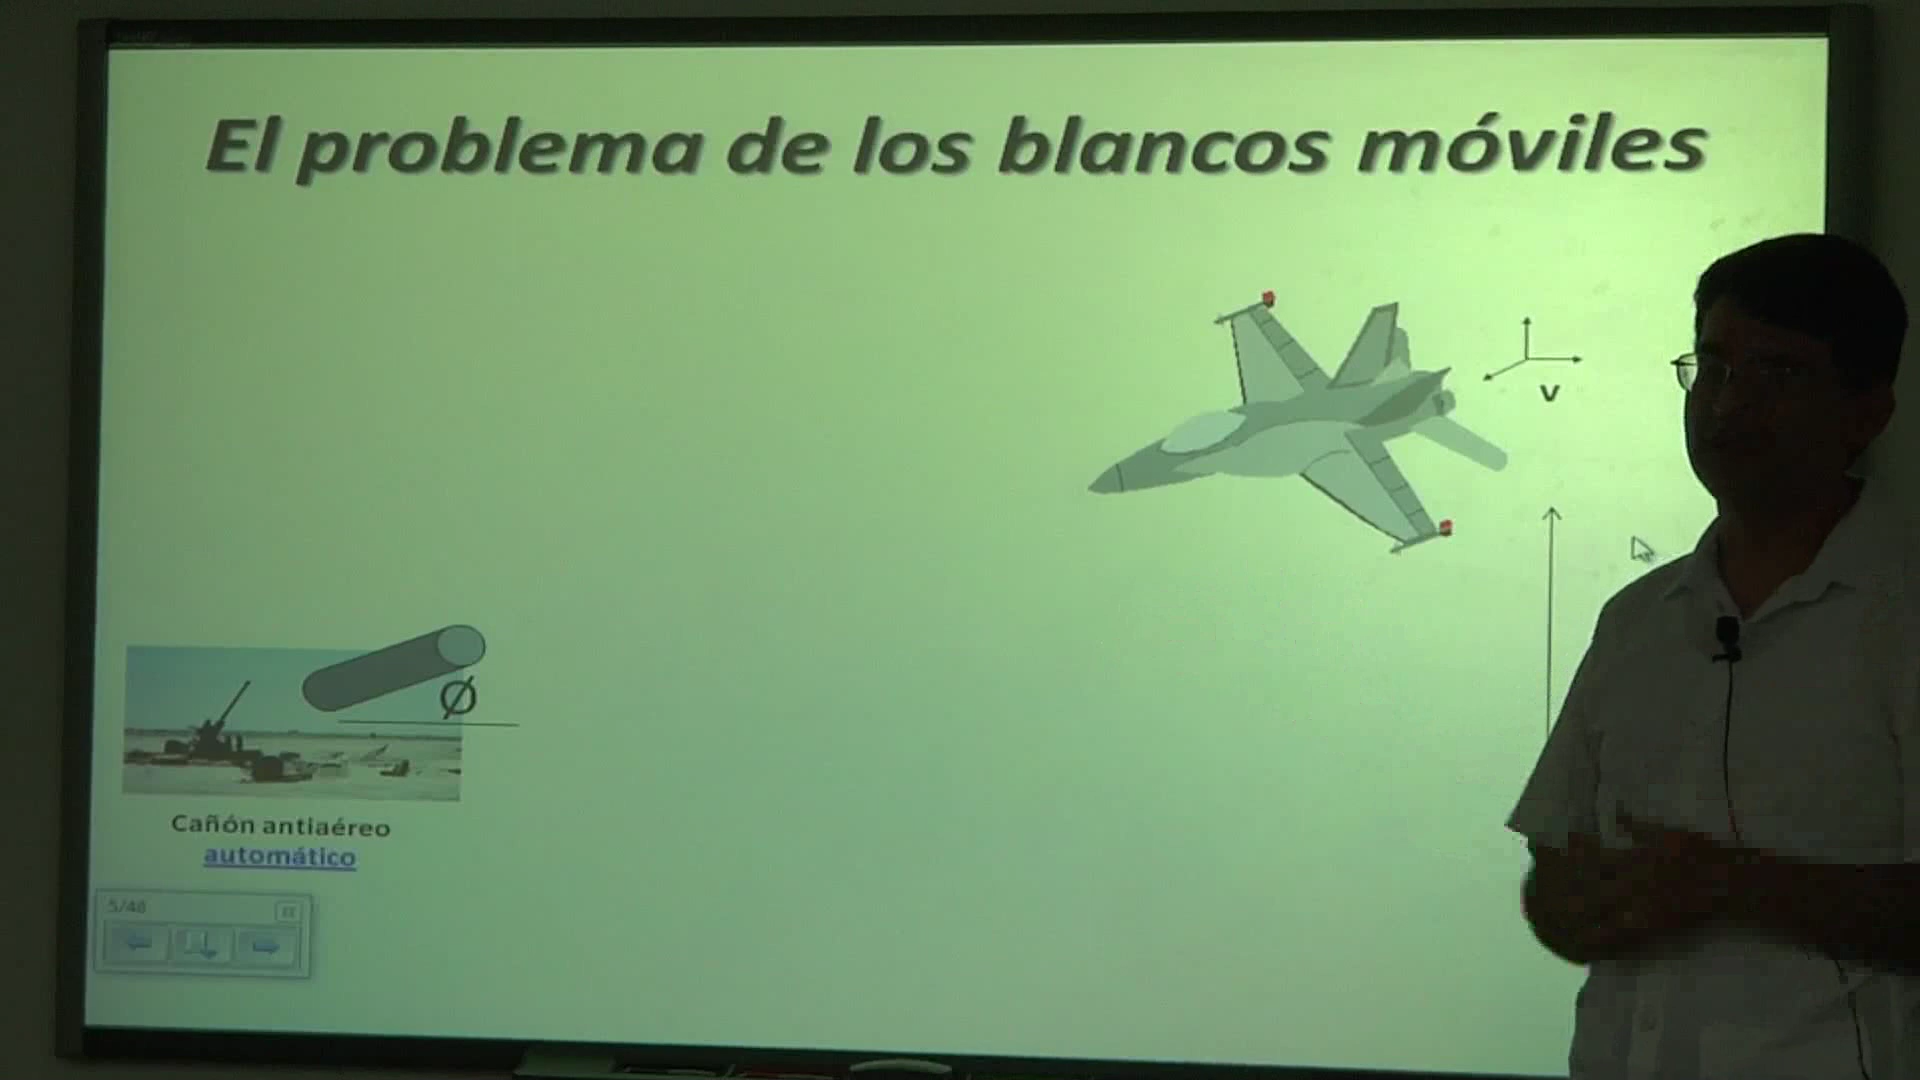 El problema de los blancos móviles
v
Ø
Cañón antiaéreo
automático
5/48